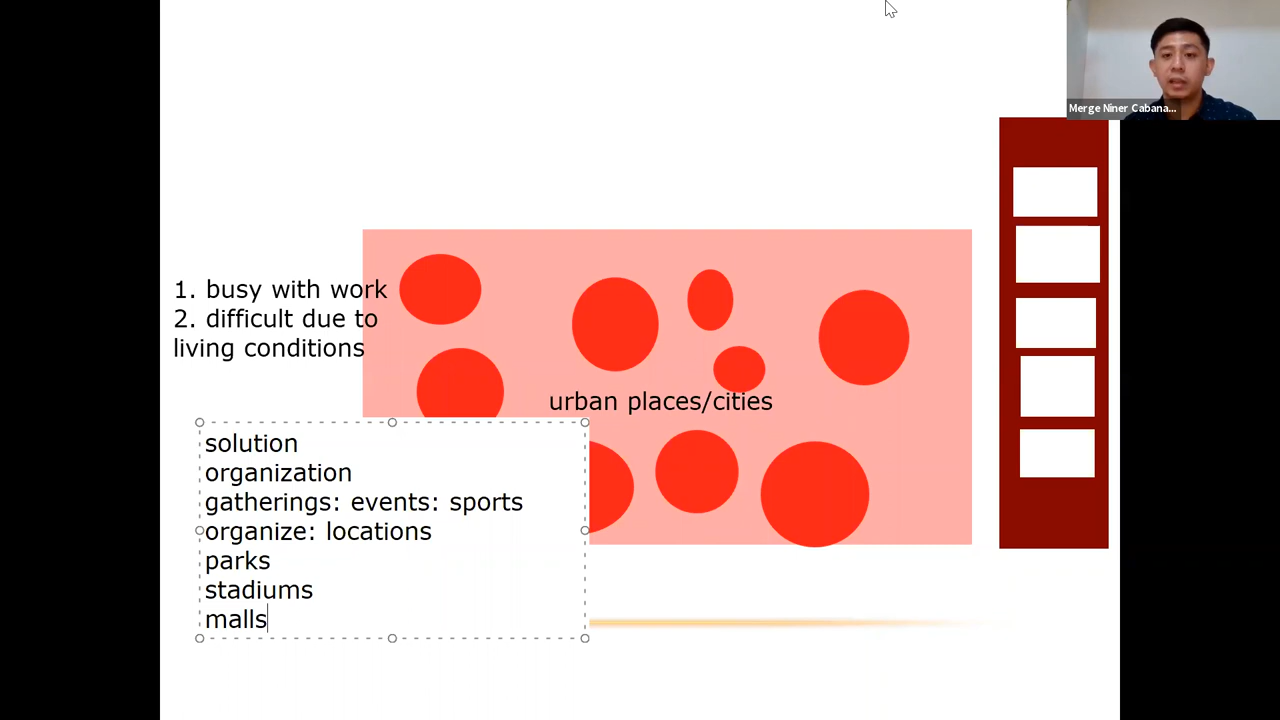 Merge Niner Cabana...
1. busy with work
2. difficult due to
living conditions
urban places/cities
solution
organization
gatherings: events: sports
organize: locations
parks
stadiums
malls